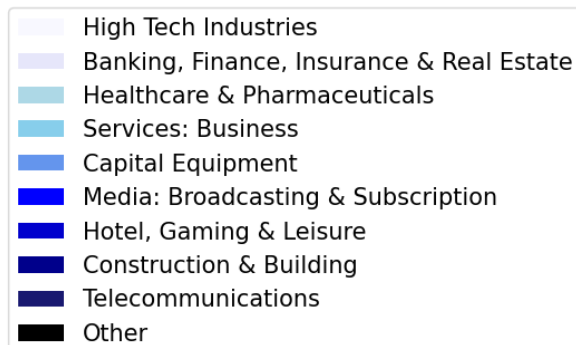 High Tech Industries
Banking, Finance, Insurance & Real Estate
Healthcare & Pharmaceuticals
Services: Business
Capital Equipment
Media: Broadcasting & Subscription
Hotel, Gaming & Leisure
Construction & Building
Telecommunications
Other